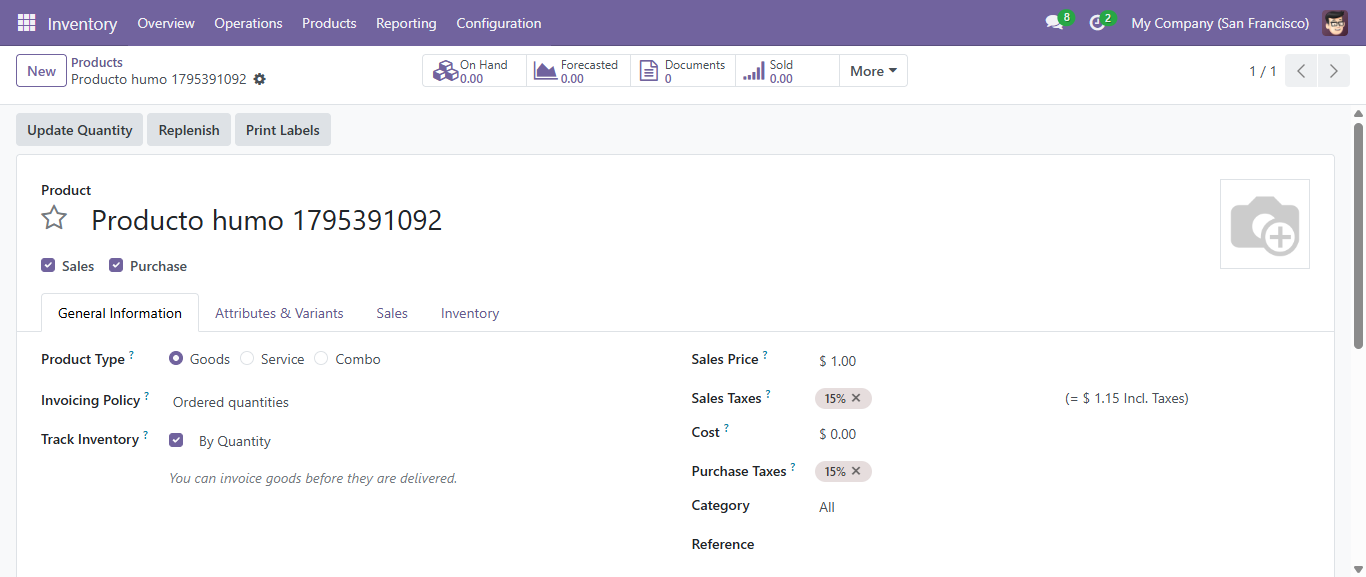 Inventory Overview Operations Products Reporting Configuration 8 2 My Company (San Francisco)
New Products Producto humo 1795391092
On Hand 0.00 Forecasted 0.00 Documents 0 Sold 0.00 More
1 / 1
Update Quantity Replenish Print Labels
Product
Producto humo 1795391092
Sales Purchase
General Information Attributes & Variants Sales Inventory
Product Type ? Goods Service Combo
Invoicing Policy ? Ordered quantities
Track Inventory ? By Quantity
You can invoice goods before they are delivered.
Sales Price ? $ 1.00
Sales Taxes ? 15% (= $ 1.15 Incl. Taxes)
Cost ? $ 0.00
Purchase Taxes ? 15%
Category All
Reference